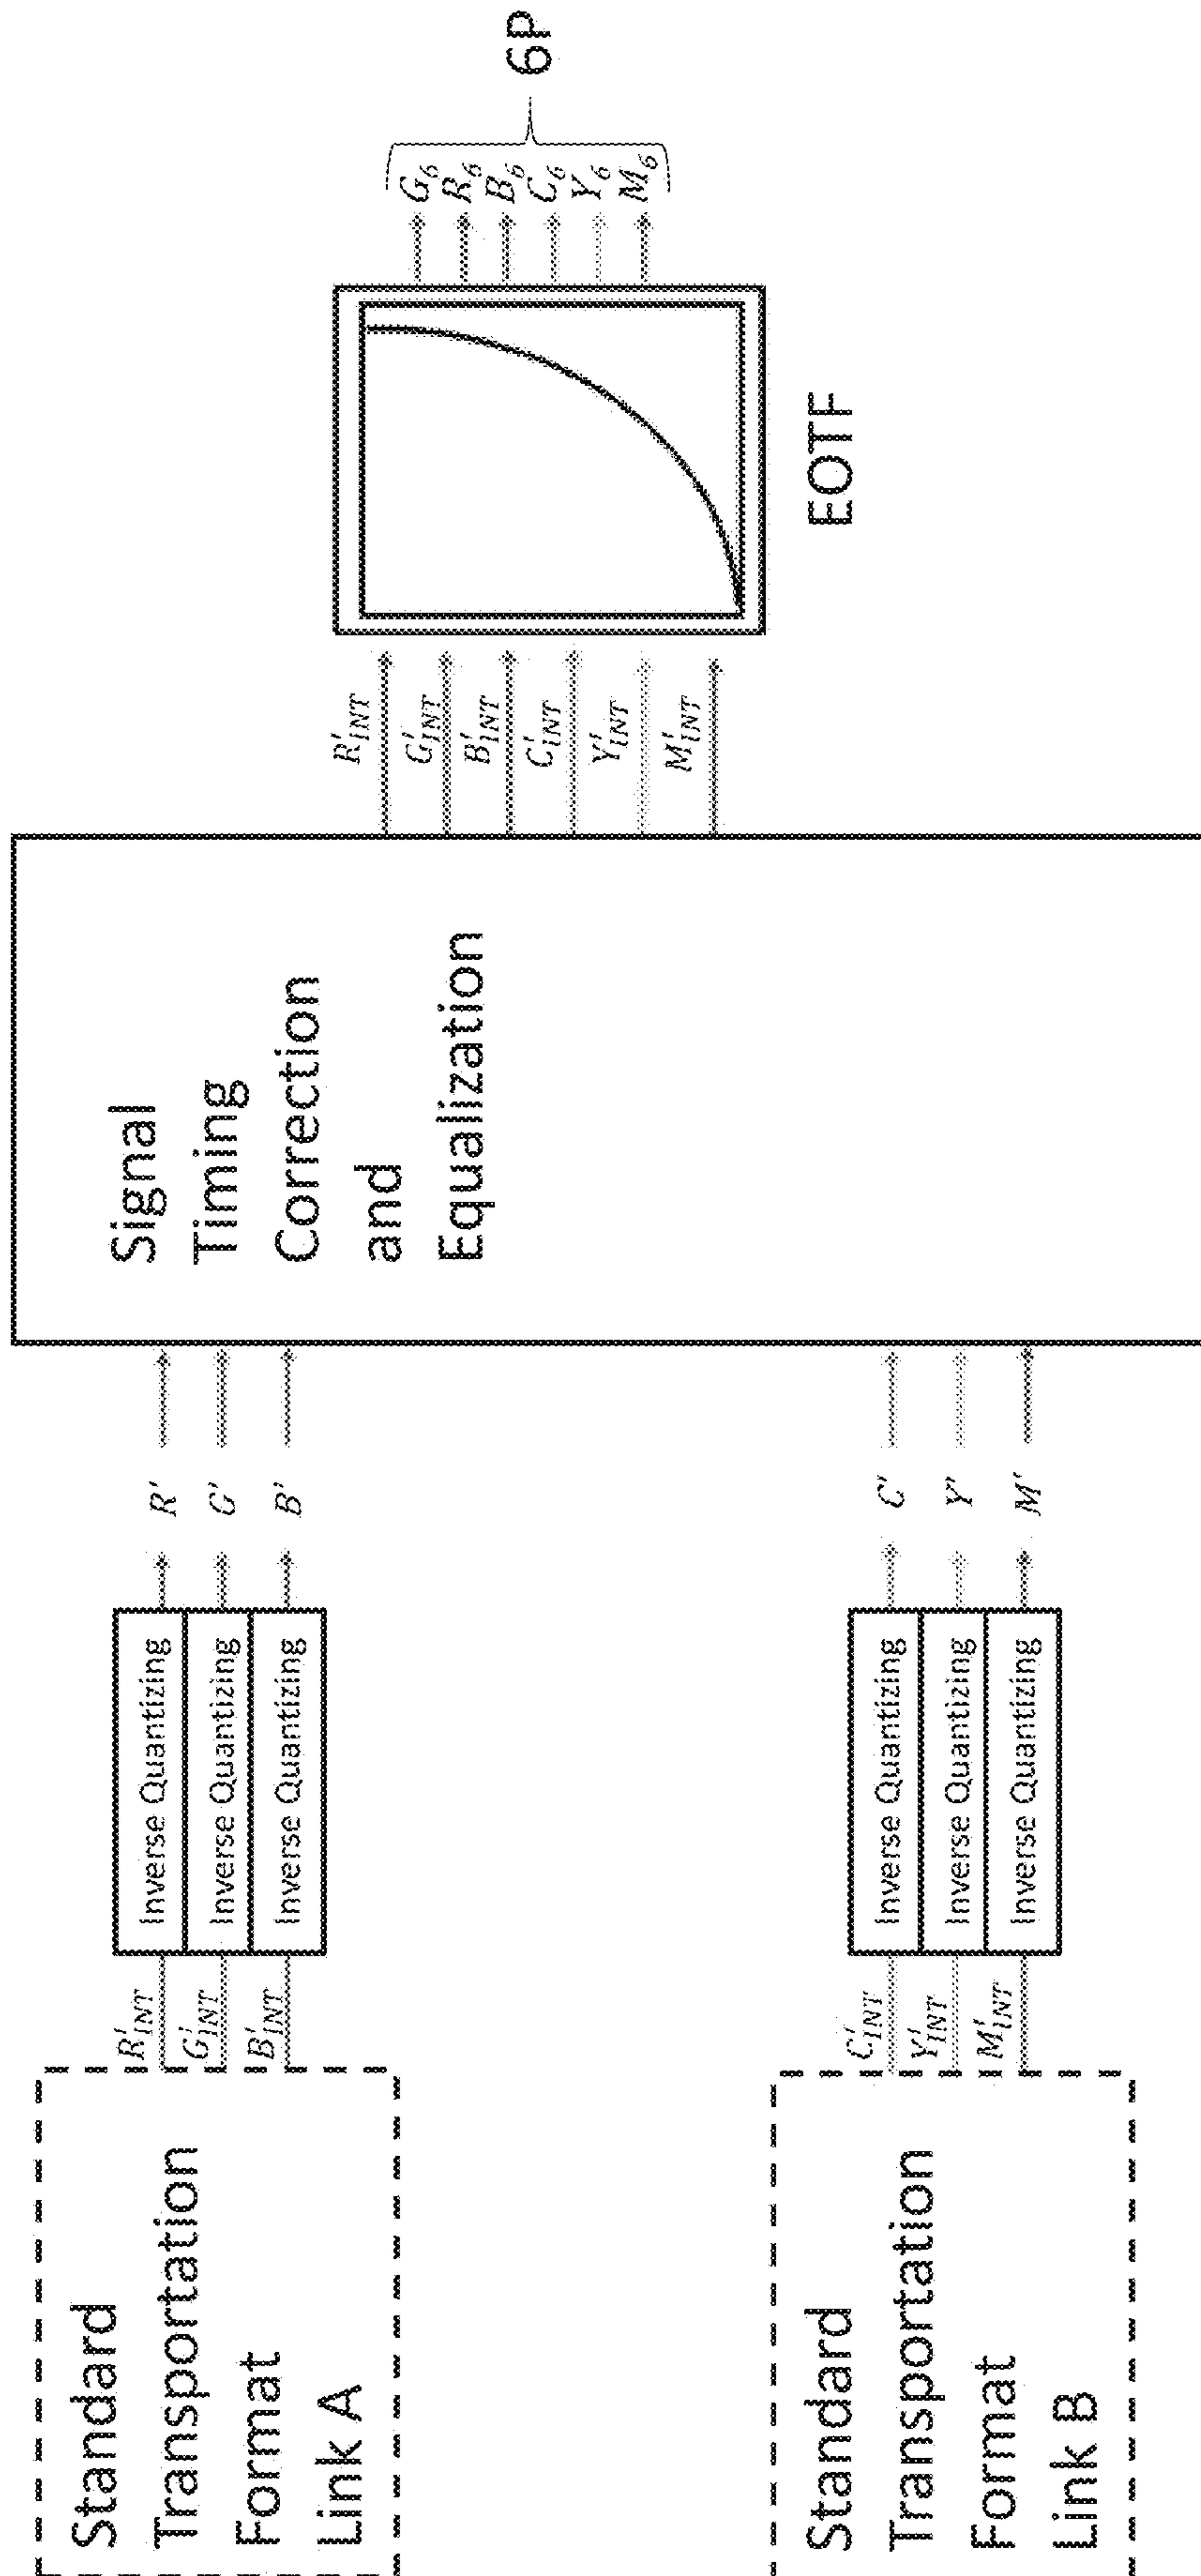 Standard
Transportation
Format
Link A
R'INT
G'INT
B'INT
Inverse Quantizing
Inverse Quantizing
Inverse Quantizing
R'
G'
B'
Standard
Transportation
Format
Link B
C'INT
Y'INT
M'INT
Inverse Quantizing
Inverse Quantizing
Inverse Quantizing
C'
Y'
M'
Signal
Timing
Correction
and
Equalization
R'INT
G'INT
B'INT
C'INT
Y'INT
M'INT
EOTF
G6
R6
B6
C6
Y6
M6
6P